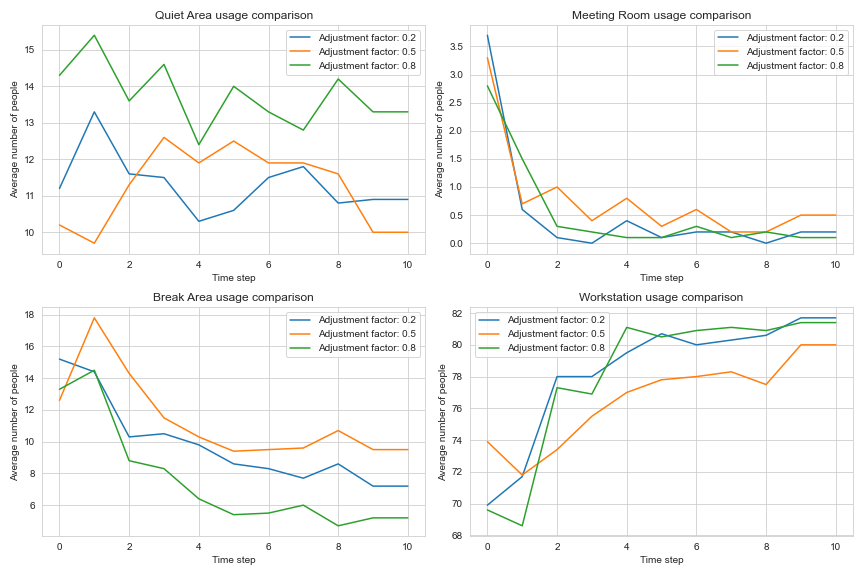 Quiet Area usage comparison
Average number of people
15
14
13
12
11
10
Adjustment factor: 0.2
Adjustment factor: 0.5
Adjustment factor: 0.8
0 2 4 6 8 10
Time step
Meeting Room usage comparison
Average number of people
3.5
3.0
2.5
2.0
1.5
1.0
0.5
0.0
Adjustment factor: 0.2
Adjustment factor: 0.5
Adjustment factor: 0.8
0 2 4 6 8 10
Time step
Break Area usage comparison
Average number of people
18
16
14
12
10
8
6
Adjustment factor: 0.2
Adjustment factor: 0.5
Adjustment factor: 0.8
0 2 4 6 8 10
Time step
Workstation usage comparison
Average number of people
82
80
78
76
74
72
70
68
Adjustment factor: 0.2
Adjustment factor: 0.5
Adjustment factor: 0.8
0 2 4 6 8 10
Time step